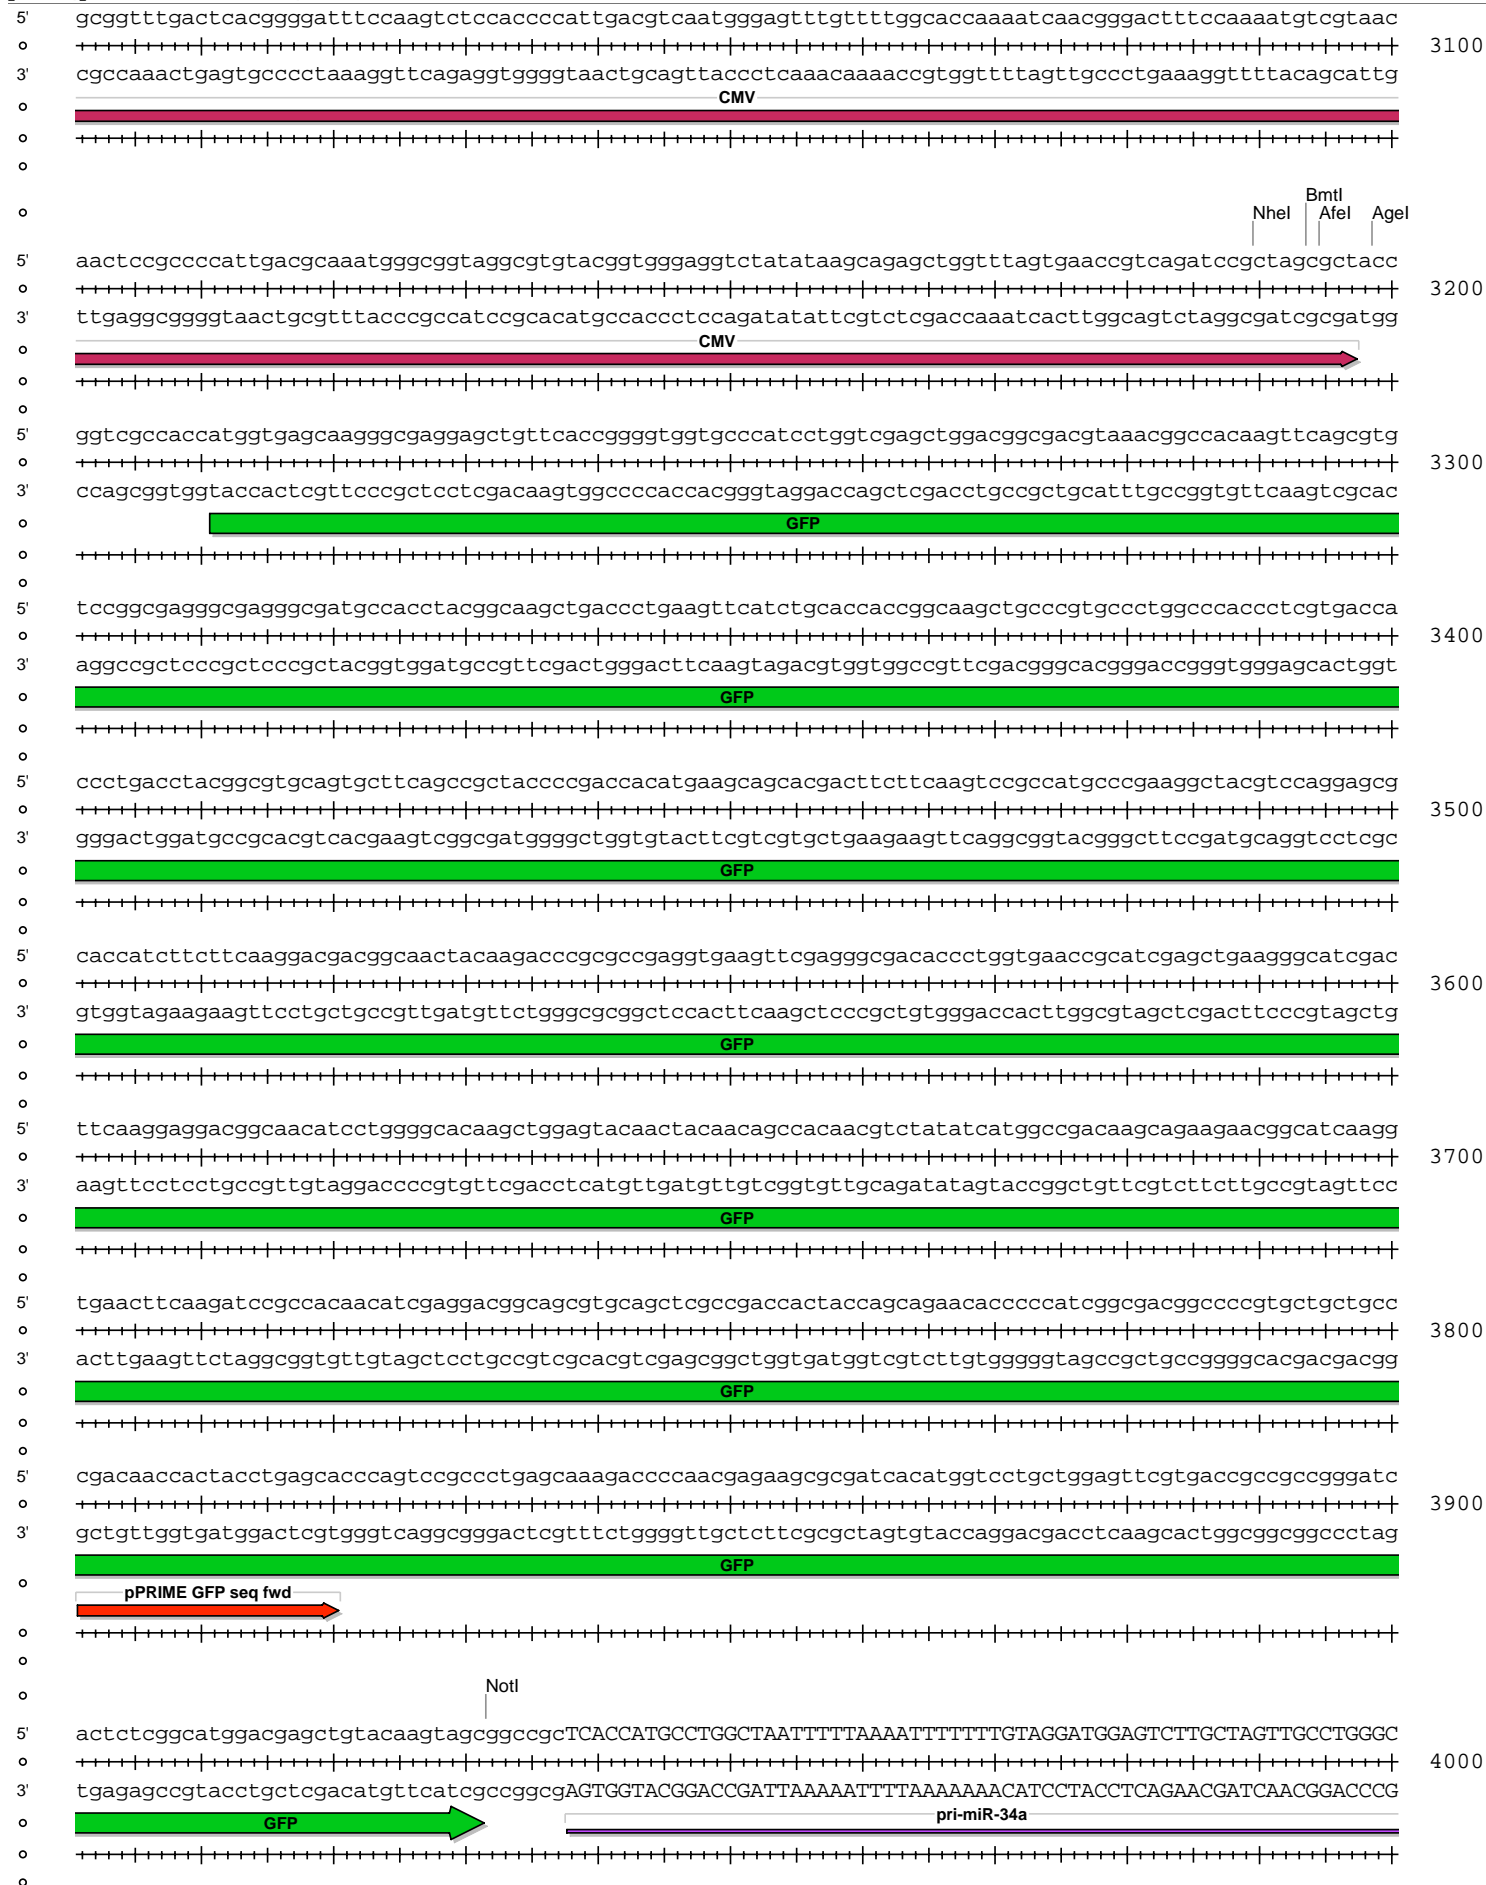 5' gcggtttgactcacggggatttccaagtctccaccccattgacgtcaatgggagtttgttttggcaccaaaatcaacgggactttccaaaatgtcgtaac
3100
3' cgccaaactgagtgcccctaaaggttcagaggtggggtaactgcagttaccctcaaacaaaaccgtggttttagttgccctgaaaggttttacagcattg
CMV
BmtI
NheI AfeI AgeI
5' aactccgccccattgacgcaaatgggcggtaggcgtgtacggtgggaggtctatataagcagagctggtttagtgaaccgtcagatccgctagcgctacc
3200
3' ttgaggcggggtaactgcgtttacccgccatccgcacatgccaccctccagatatattcgtctcgaccaaatcacttggcagtctaggcgatcgcgatgg
CMV
5' ggtcgccaccatggtgagcaagggcgaggagctgttcaccggggtggtgcccatcctggtcgagctggacggcgacgtaaacggccacaagttcagcgtg
3300
3' ccagcggtggtaccactcgttcccgctcctcgacaagtggccccaccacgggtaggaccagctcgacctgccgctgcatttgccggtgttcaagtcgcac
GFP
5' tccggcgagggcgagggcgatgccacctacggcaagctgaccctgaagttcatctgcaccaccggcaagctgcccgtgccctggcccaccctcgtgacca
3400
3' aggccgctcccgctcccgctacggtggatgccgttcgactgggacttcaagtagacgtggtggccgttcgacgggcacgggaccgggtgggagcactggt
GFP
5' ccctgacctacggcgtgcagtgcttcagccgctaccccgaccacatgaagcagcacgacttcttcaagtccgccatgcccgaaggctacgtccaggagcg
3500
3' gggactggatgccgcacgtcacgaagtcggcgatggggctggtgtacttcgtcgtgctgaagaagttcaggcggtacgggcttccgatgcaggtcctcgc
GFP
5' caccatcttcttcaaggacgacggcaactacaagacccgcgccgaggtgaagttcgagggcgacaccctggtgaaccgcatcgagctgaagggcatcgac
3600
3' gtggtagaagaagttcctgctgccgttgatgttctgggcgcggctccacttcaagctcccgctgtgggaccacttggcgtagctcgacttcccgtagctg
GFP
5' ttcaaggaggacggcaacatcctggggcacaagctggagtacaactacaacagccacaacgtctatatcatggccgacaagcagaagaacggcatcaagg
3700
3' aagttcctcctgccgttgtaggaccccgtgttcgacctcatgttgatgttgtcggtgttgcagatatagtaccggctgttcgtcttcttgccgtagttcc
GFP
5' tgaacttcaagatccgccacaacatcgaggacggcagcgtgcagctcgccgaccactaccagcagaacacccccatcggcgacggccccgtgctgctgcc
3800
3' acttgaagttctaggcggtgttgtagctcctgccgtcgcacgtcgagcggctggtgatggtcgtcttgtgggggtagccgctgccggggcacgacgacgg
GFP
5' cgacaaccactacctgagcacccagtccgccctgagcaaagaccccaacgagaagcgcgatcacatggtcctgctggagttcgtgaccgccgccgggatc
3900
3' gctgttggtgatggactcgtgggtcaggcgggactcgtttctggggttgctcttcgcgctagtgtaccaggacgacctcaagcactggcggcggccctag
GFP
pPRIME GFP seq fwd
NotI
5' actctcggcatggacgagctgtacaagtagcggccgcTCACCATGCCTGGCTAATTTTTAAAATTTTTTTGTAGGATGGAGTCTTGCTAGTTGCCTGGGC
4000
3' tgagagccgtacctgctcgacatgttcatcgccggcgAGTGGTACGGACCGATTAAAAATTTTAAAAAAACATCCTACCTCAGAACGATCAACGGACCCG
GFP pri-miR-34a